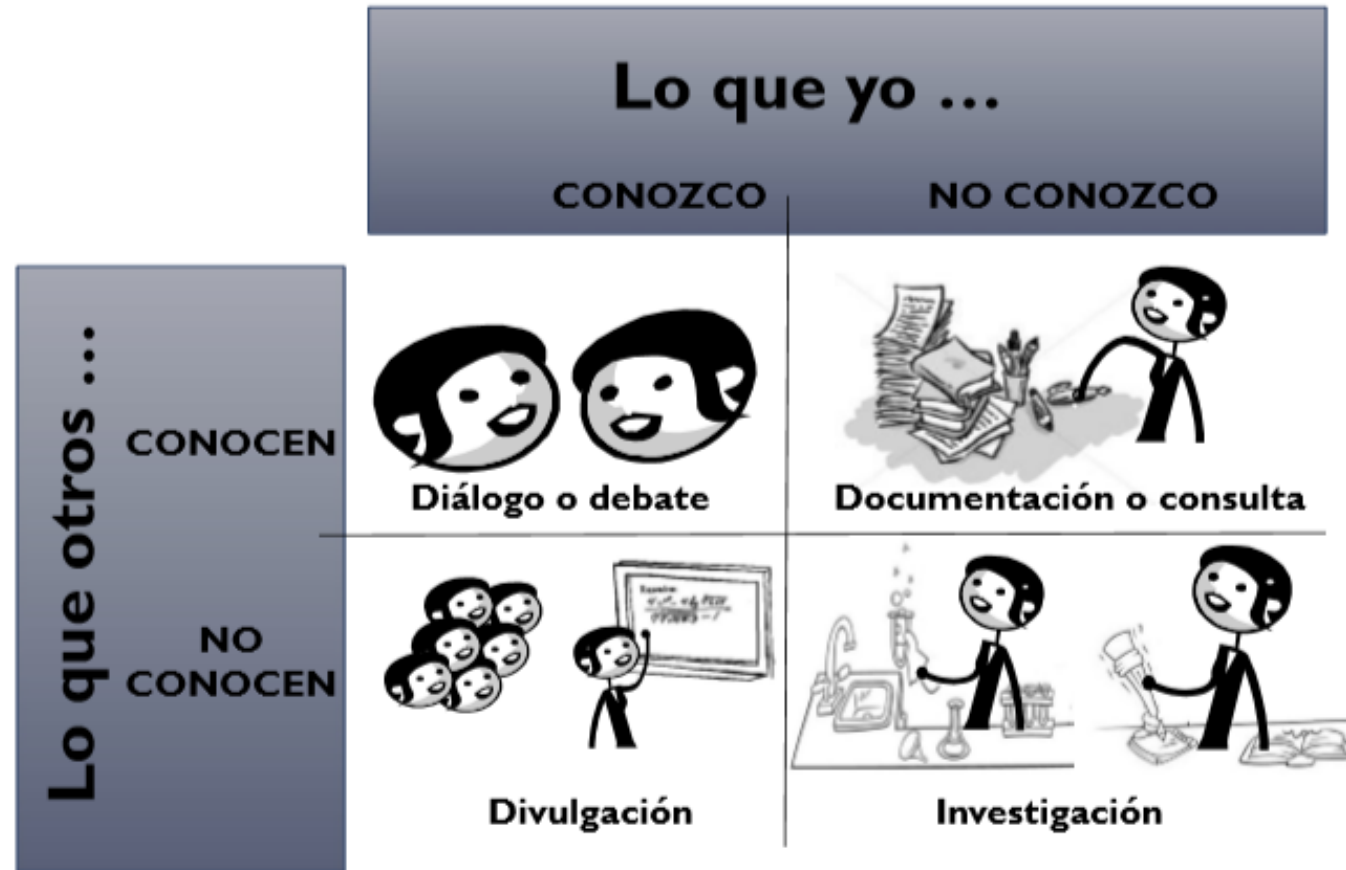 Lo que yo ...
CONOZCO
NO CONOZCO
Lo que otros ...
CONOCEN
NO
CONOCEN
Diálogo o debate
Documentación o consulta
Divulgación
Investigación